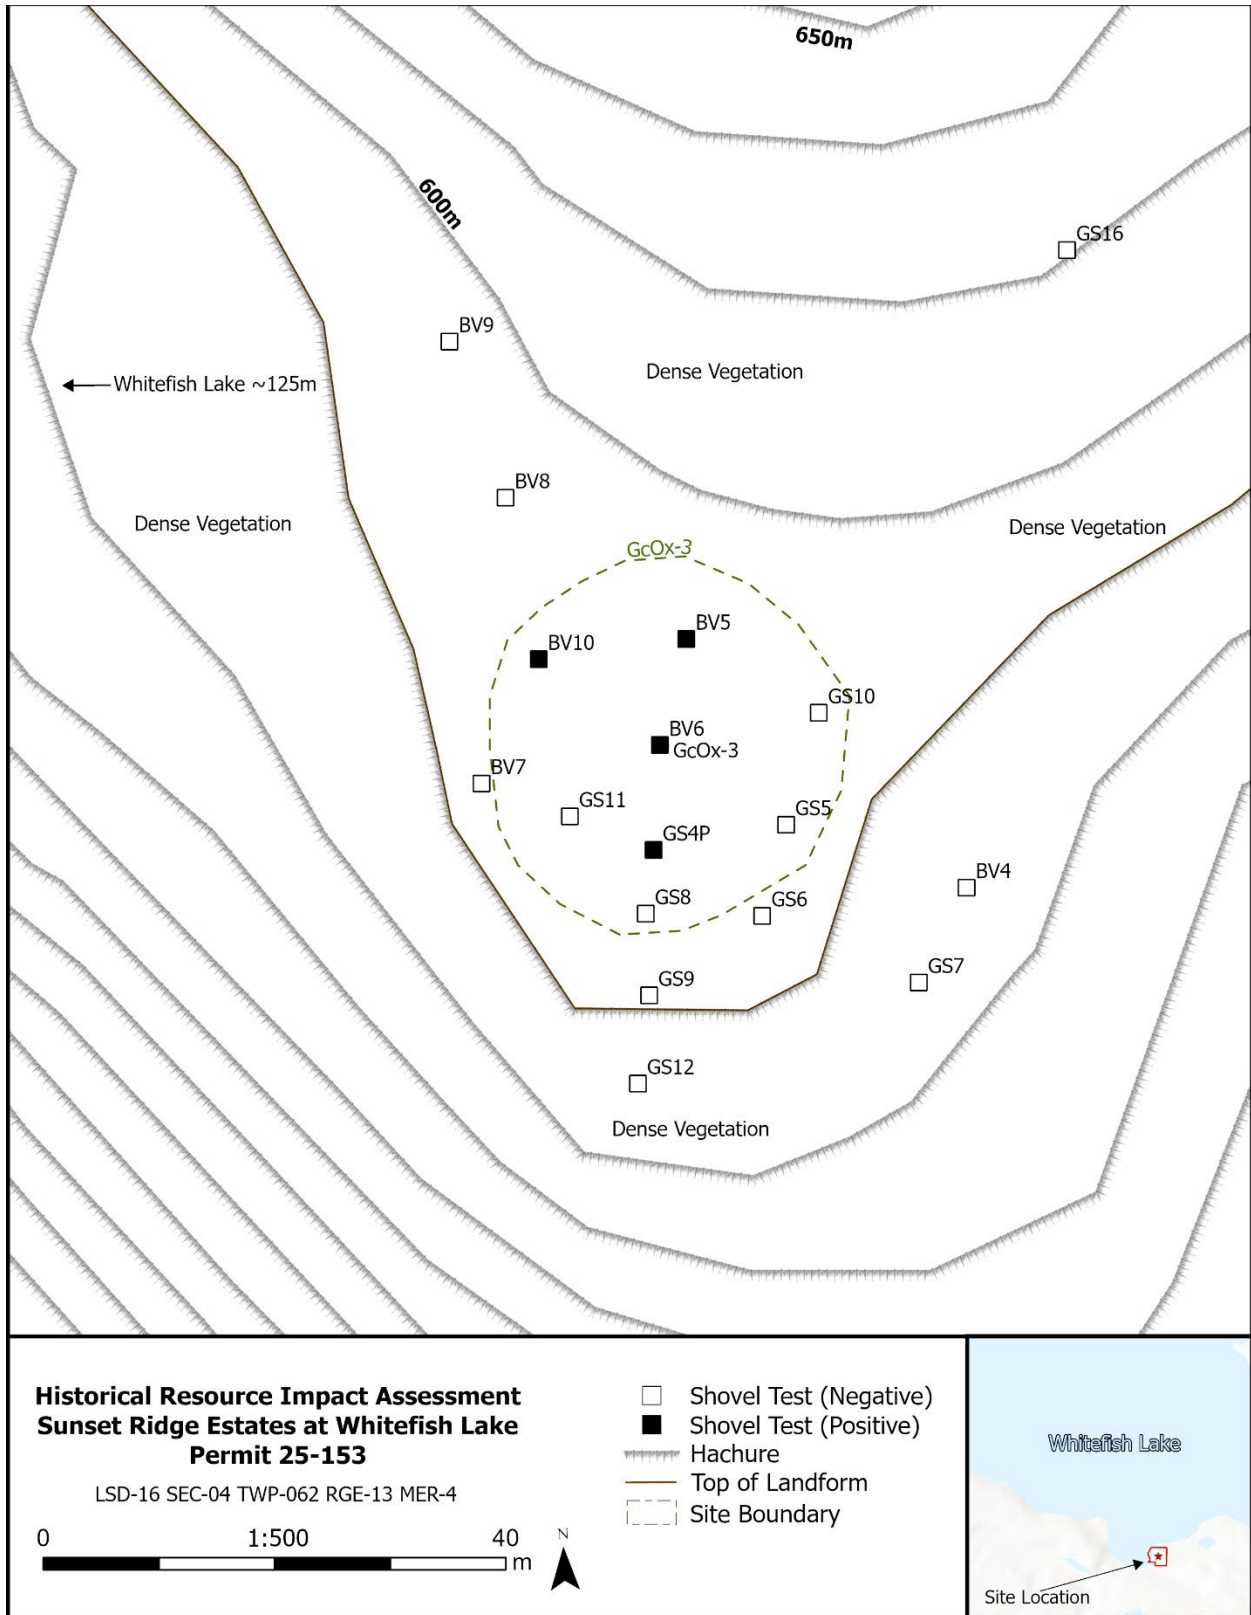 650m
600m
GS16
BV9
Dense Vegetation
Whitefish Lake ~125m
BV8
Dense Vegetation
Dense Vegetation
GcOx-3
BV5
BV10
GS10
BV6
GcOx-3
BV7
GS11
GS5
GS4P
BV4
GS8
GS6
GS7
GS9
GS12
Dense Vegetation
Historical Resource Impact Assessment
Sunset Ridge Estates at Whitefish Lake
Permit 25-153
LSD-16 SEC-04 TWP-062 RGE-13 MER-4
0 1:500 40
m
N
Shovel Test (Negative)
Shovel Test (Positive)
Hachure
Top of Landform
Site Boundary
Whitefish Lake
Site Location